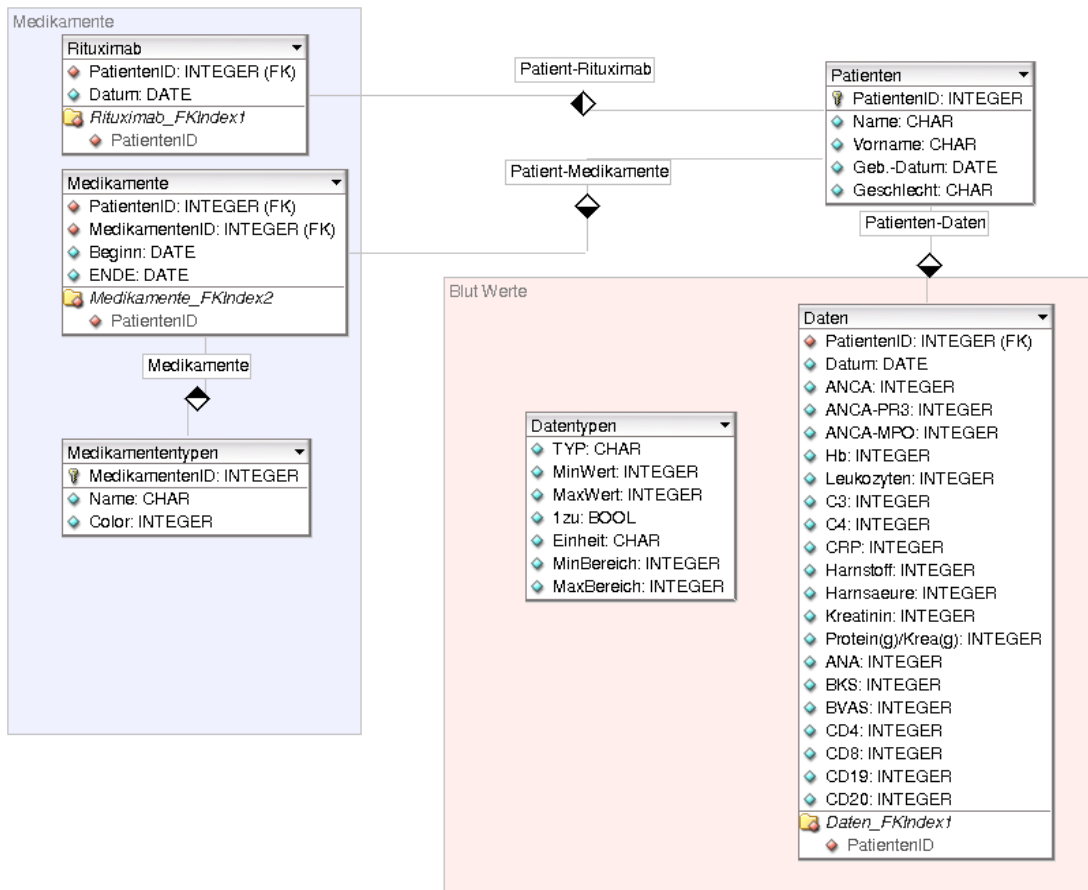 Medikamente
Rituximab
PatientenID: INTEGER (FK)
Datum: DATE
Rituximab_FKIndex1
PatientenID
Medikamente
PatientenID: INTEGER (FK)
MedikamentenID: INTEGER (FK)
Beginn: DATE
ENDE: DATE
Medikamente_FKIndex2
PatientenID
Medikamente
Medikamententypen
MedikamentenID: INTEGER
Name: CHAR
Color: INTEGER
Patient-Rituximab
Patient-Medikamente
Patienten
PatientenID: INTEGER
Name: CHAR
Vorname: CHAR
Geb.-Datum: DATE
Geschlecht: CHAR
Patienten-Daten
Blut Werte
Datentypen
TYP: CHAR
MinWert: INTEGER
MaxWert: INTEGER
1zu: BOOL
Einheit: CHAR
MinBereich: INTEGER
MaxBereich: INTEGER
Daten
PatientenID: INTEGER (FK)
Datum: DATE
ANCA: INTEGER
ANCA-PR3: INTEGER
ANCA-MPO: INTEGER
Hb: INTEGER
Leukozyten: INTEGER
C3: INTEGER
C4: INTEGER
CRP: INTEGER
Harnstoff: INTEGER
Harnsaeure: INTEGER
Kreatinin: INTEGER
Protein(g)/Krea(g): INTEGER
ANA: INTEGER
BKS: INTEGER
BVAS: INTEGER
CD4: INTEGER
CD8: INTEGER
CD19: INTEGER
CD20: INTEGER
Daten_FKIndex1
PatientenID